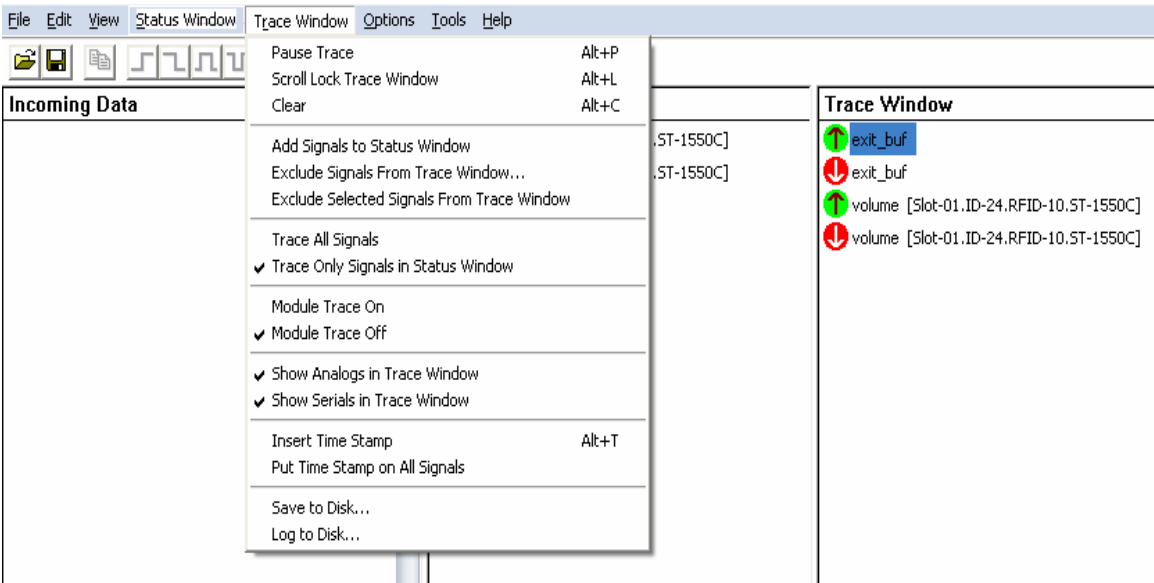 File Edit View Status Window Trace Window Options Tools Help
Incoming Data
Pause Trace Alt+P
Scroll Lock Trace Window Alt+L
Clear Alt+C
Add Signals to Status Window
Exclude Signals From Trace Window...
Exclude Selected Signals From Trace Window
Trace All Signals
Trace Only Signals in Status Window
Module Trace On
Module Trace Off
Show Analogs in Trace Window
Show Serials in Trace Window
Insert Time Stamp Alt+T
Put Time Stamp on All Signals
Save to Disk...
Log to Disk...
.ST-1550C]
.ST-1550C]
Trace Window
exit_buf
exit_buf
volume [Slot-01.ID-24.RFID-10.ST-1550C]
volume [Slot-01.ID-24.RFID-10.ST-1550C]